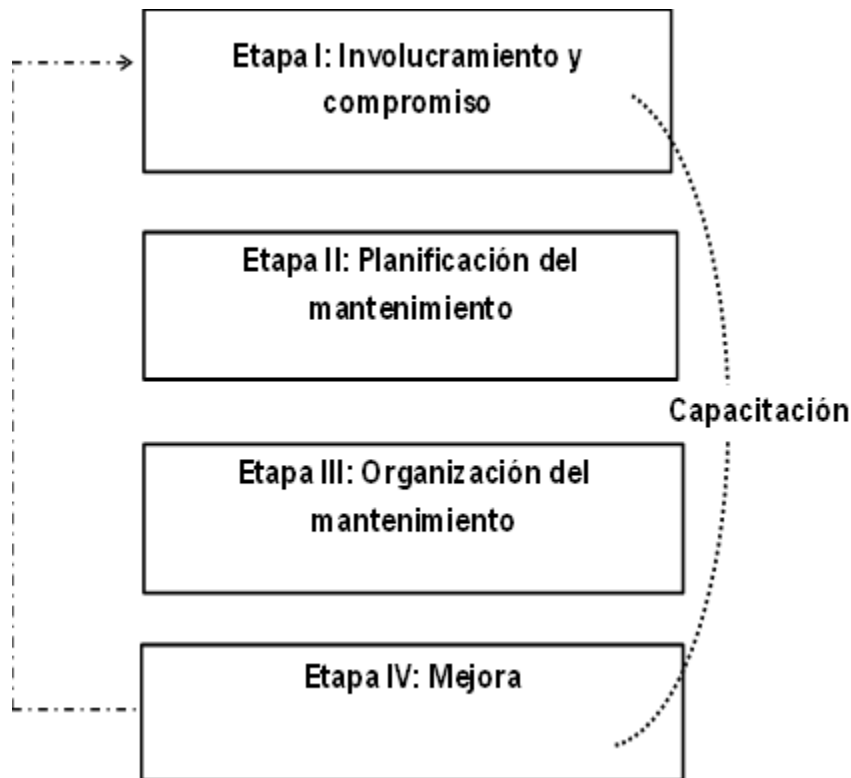 Etapa I: Involucramiento y
compromiso
Etapa II: Planificación del
mantenimiento
Capacitación
Etapa III: Organización del
mantenimiento
Etapa IV: Mejora